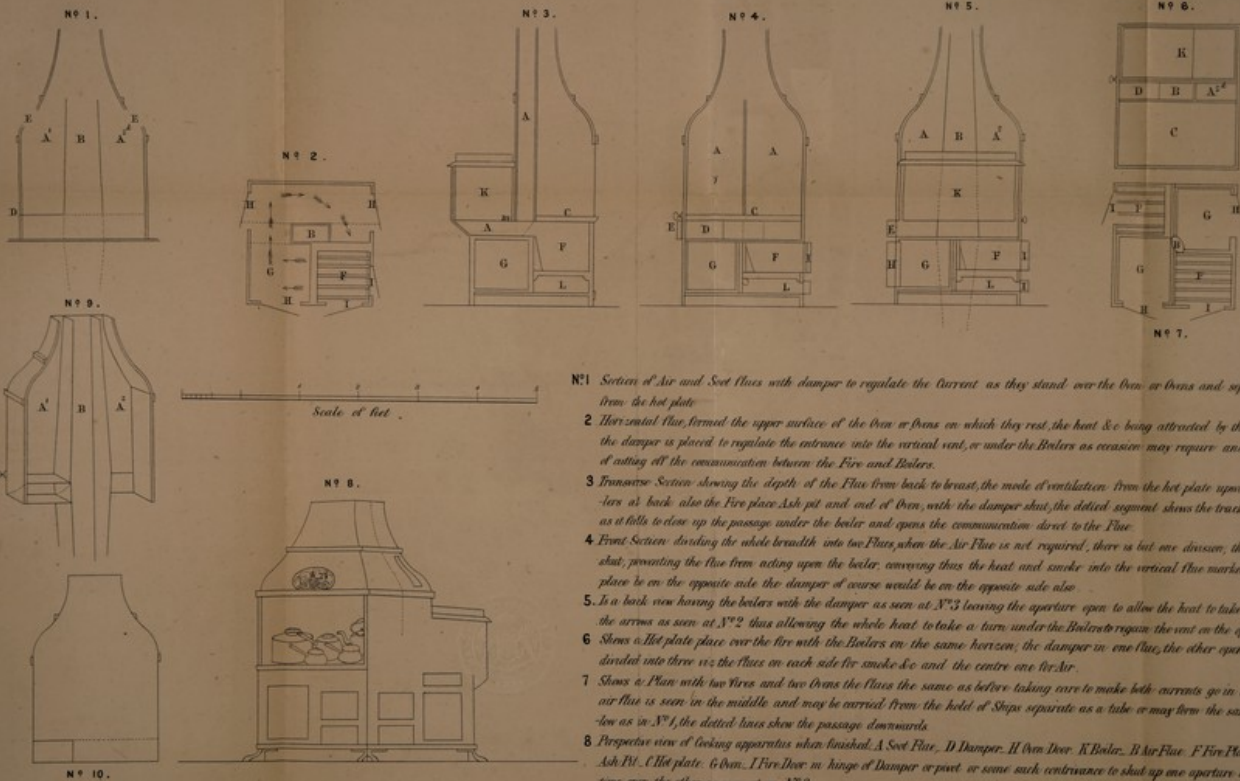 Nº 1.
Nº 2.
Nº 3.
Nº 4.
Nº 5.
Nº 6.
E A' B A E
D
H H
B
G F I
H I
A
K
A C
G F
L
A A
C
E D
G F I
L
A B A
K
E
H G F I
L I
K
D B A
C
I F G H
B
G F
H I
Nº 7.
Nº 9.
A' B A²
Scale of feet.
Nº 8.
Nº 10.
Nº1 Section of Air and Soot flues with damper to regulate the Current as they stand over the Oven or Ovens and
from the hot plate
2 Horizontal flue, formed the upper surface of the Oven or Ovens on which they rest, the heat &c being attracted by
the damper is placed to regulate the entrance into the vertical vent, or under the Boilers as occasion may require
of cutting off the communication between the Fire and Boilers.
3 Transverse Section shewing the depth of the Flue from back to breast, the mode of ventilation from the hot plate
-lers at back also the Fire place Ash pit and end of Oven, with the damper shut, the dotted segment shews the
as it falls to close up the passage under the boiler and opens the communication direct to the Flue
4 Front Section dividing the whole breadth into two Flues, when the Air Flue is not required, there is but one division,
shut, preventing the flue from acting upon the boiler, conveying thus the heat and smoke into the vertical flue
place be on the opposite side the damper of course would be on the opposite side also.
5. Is a back view having the boilers with the damper as seen at Nº3 leaving the aperture open to allow the heat to
the arrows as seen at Nº2 thus allowing the whole heat to take a turn under the Boilers to regain the vent on the
6 Shews a Hot plate place over the fire with the Boilers on the same horizon, the damper in one flue, the other
divided into three viz the flues on each side for smoke &c and the centre one for Air.
7 Shews a Plan with two Fires and two Ovens the flues the same as before taking care to make both currents go in
air flue is seen in the middle and may be carried from the hold of Ships separate as a tube or may form the
-low as in Nº1, the dotted lines shew the passage downwards
8 Perspective view of Cooking apparatus when finished. A Soot Flue, D Damper. H Oven Door. K Boiler. B Air Flue. F Fire
Ash Pit. C Hot plate. G Oven. I Fire Door m hinge of Damper or pivot or some such contrivance to shut up one aperture